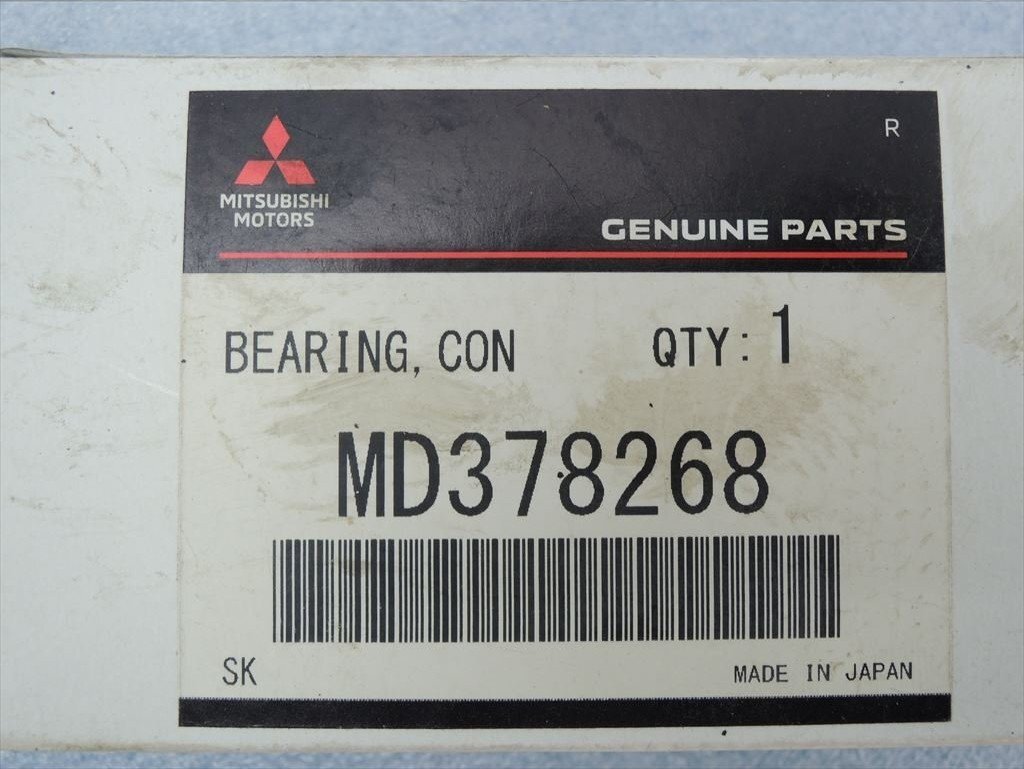 R
MITSUBISHI
MOTORS
GENUINE PARTS
BEARING, CON QTY: 1
MD378268
SK MADE IN JAPAN